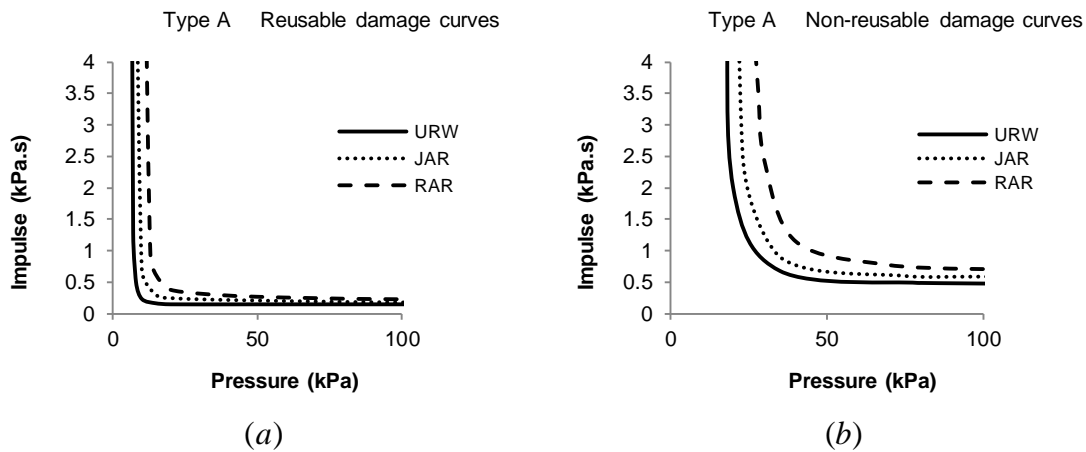 Type A Reusable damage curves
4
3.5
3
2.5
2
1.5
1
0.5
0
Impulse (kPa.s)
URW
JAR
RAR
0 50 100
Pressure (kPa)
(a)
Type A Non-reusable damage curves
4
3.5
3
2.5
2
1.5
1
0.5
0
Impulse (kPa.s)
URW
JAR
RAR
0 50 100
Pressure (kPa)
(b)